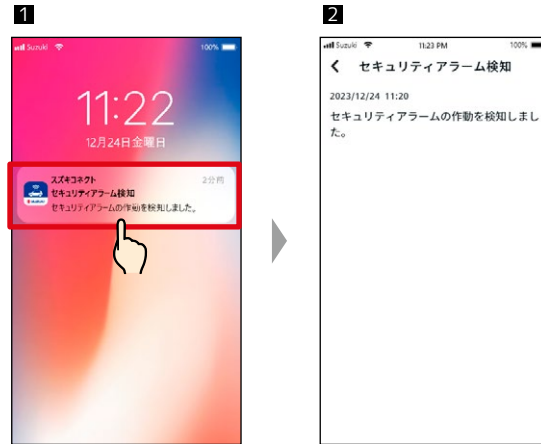 1
Suzuki
100%
11:22
12月24日金曜日
スズキコネクト
2分前
セキュリティアラーム検知
セキュリティアラームの作動を検知しました。
2
Suzuki
11:23 PM
100%
セキュリティアラーム検知
2023/12/24 11:20
セキュリティアラームの作動を検知しまし
た。